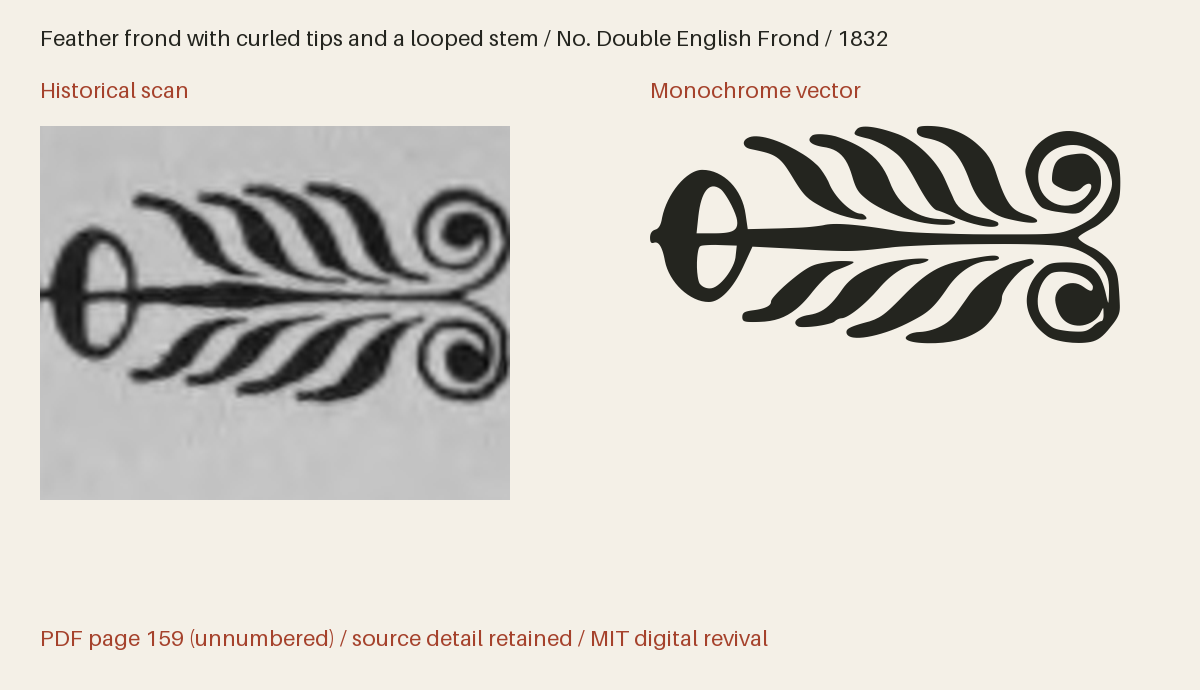 Feather frond with curled tips and a looped stem / No. Double English Frond / 1832
Historical scan
Monochrome vector
PDF page 159 (unnumbered) / source detail retained / MIT digital revival